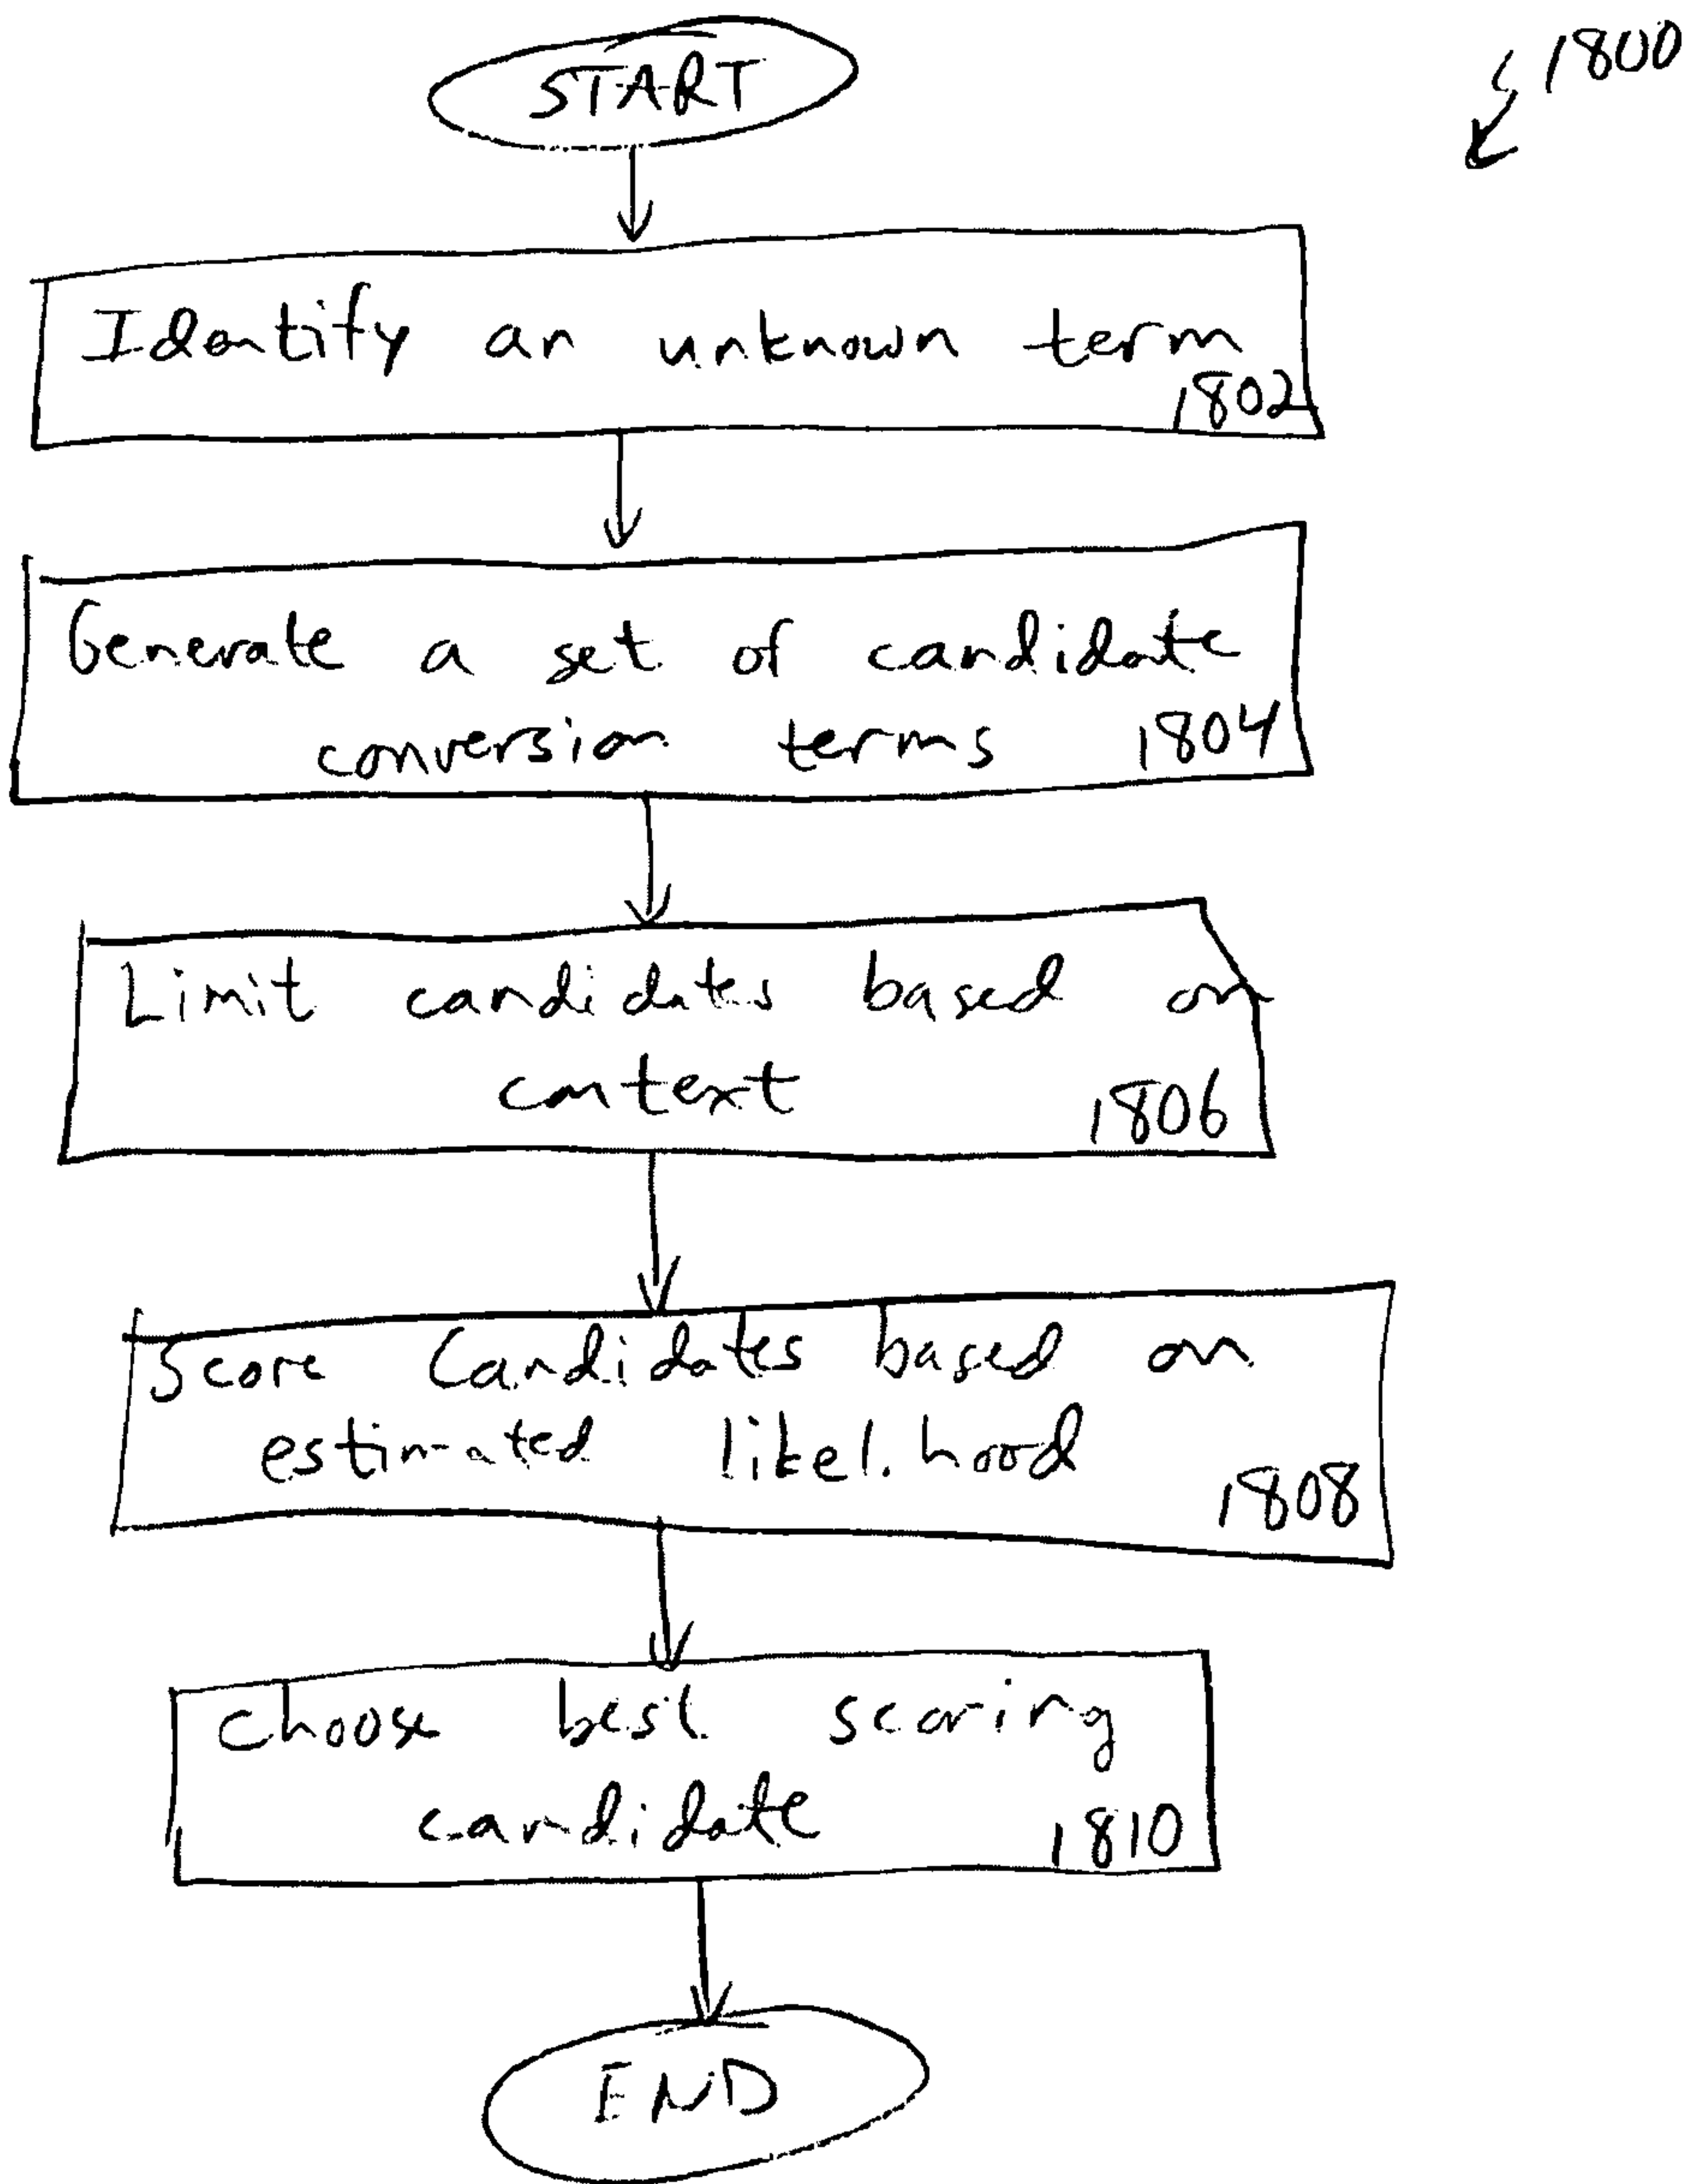 START
1800
Identify an unknown term
1802
Generate a set of candidate
conversion terms 1804
Limit candidates based on
context 1806
Score Candidates based on
estimated likelihood
1808
Choose best scoring
candidate 1810
END